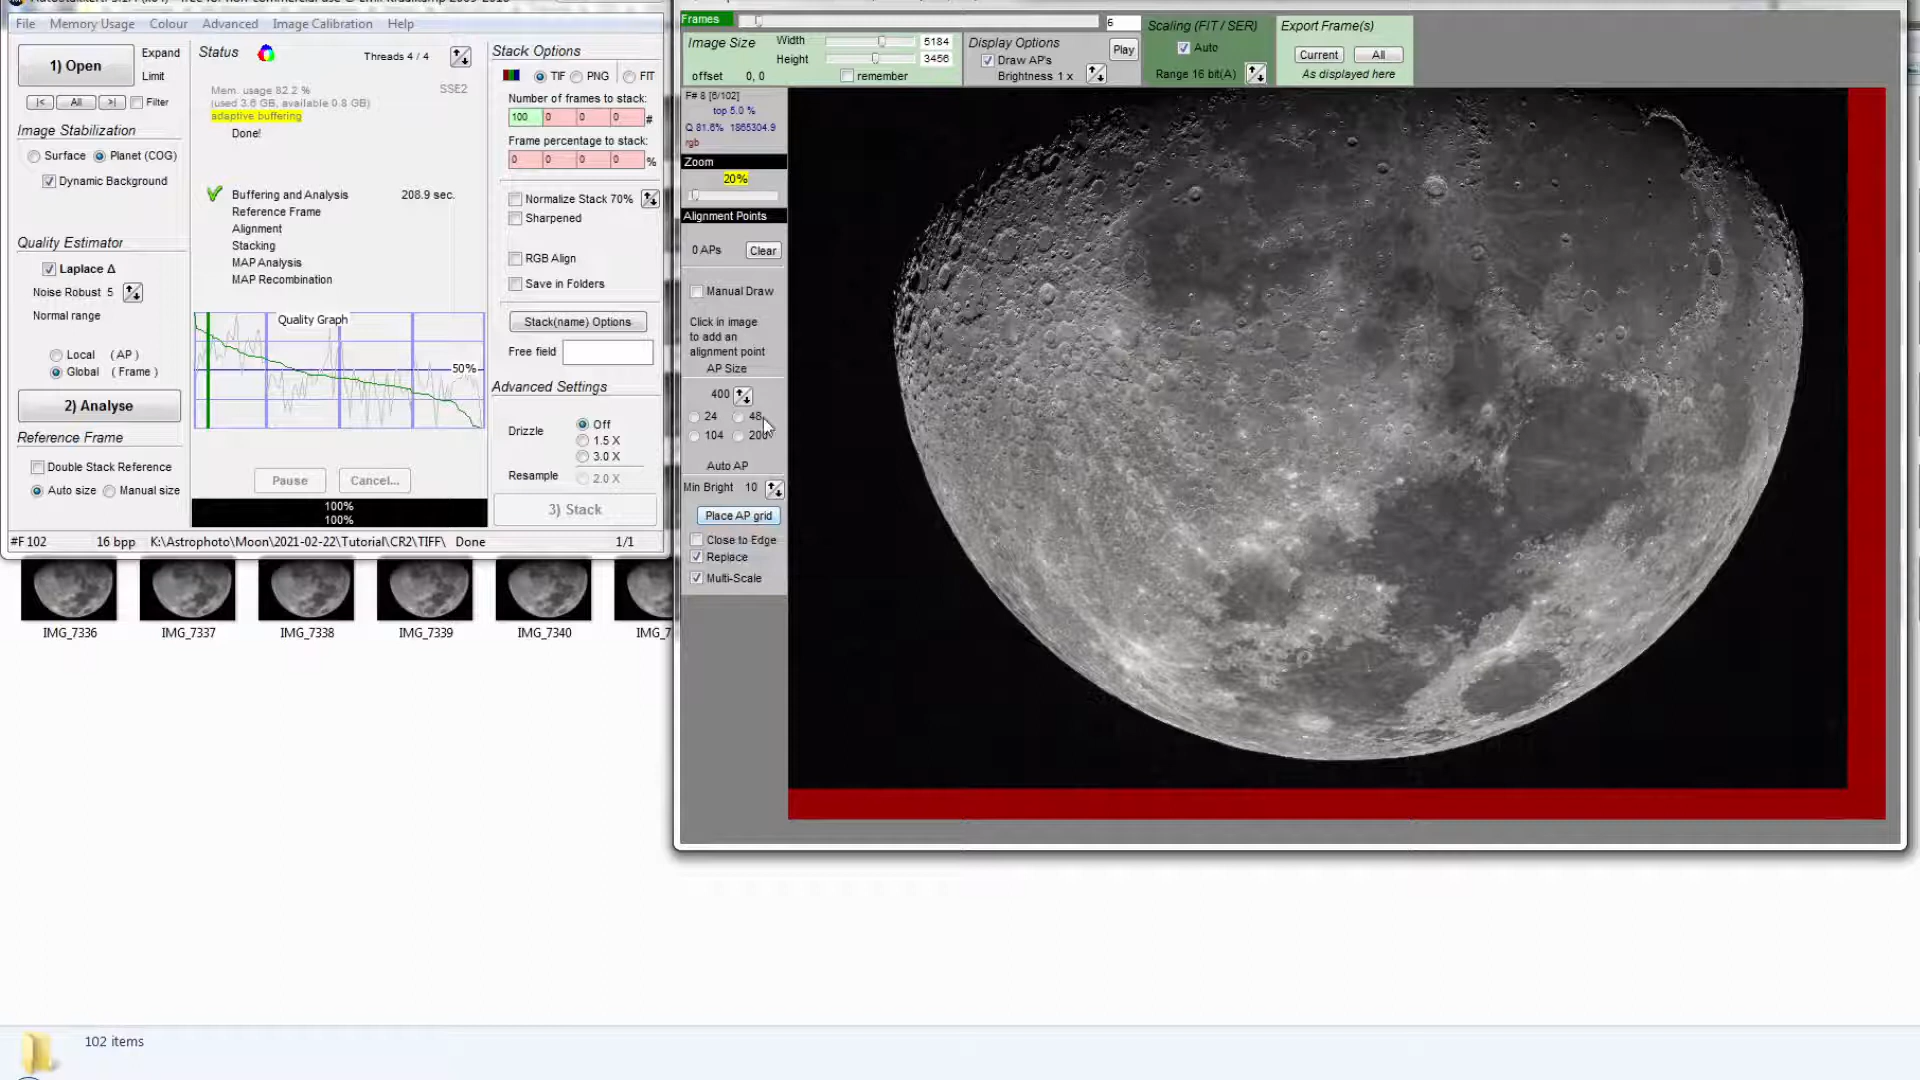 File Memory Usage Colour Advanced Image Calibration Help
1) Open
Expand
Limit
|< All >| Filter
Image Stabilization
Surface Planet (COG)
Dynamic Background
Quality Estimator
Laplace Δ
Noise Robust 5
Normal range
Local (AP)
Global (Frame)
2) Analyse
Reference Frame
Double Stack Reference
Auto size Manual size
Status
Threads 4 / 4
Mem. usage 82.2 %
SSE2
(used 3.6 GB, available 0.8 GB)
adaptive buffering
Done!
Buffering and Analysis 208.9 sec.
Reference Frame
Alignment
Stacking
MAP Analysis
MAP Recombination
Quality Graph
50%
Pause Cancel...
100%
100%
Stack Options
TIF PNG FIT
Number of frames to stack:
100 0 0 0 #
Frame percentage to stack:
0 0 0 0 %
Normalize Stack 70%
Sharpened
RGB Align
Save in Folders
Stack(name) Options
Free field
Advanced Settings
Drizzle
Off
1.5 X
3.0 X
Resample 2.0 X
3) Stack
#F 102 16 bpp K:\Astrophoto\Moon\2021-02-22\Tutorial\CR2\TIFF\ Done 1/1
Frames 6
Image Size Width 5184
Height 3456
offset 0, 0 remember
Display Options
Draw AP's
Brightness 1 x
Play
Scaling (FIT / SER)
Auto
Range 16 bit(A)
Export Frame(s)
Current All
As displayed here
F# 8 [6/102]
top 5.0 %
Q 81.6% 1865304.9
rgb
Zoom
20%
Alignment Points
0 APs Clear
Manual Draw
Click in image
to add an
alignment point
AP Size
400
24 48
104 200
Auto AP
Min Bright 10
Place AP grid
Close to Edge
Replace
Multi-Scale
IMG_7336 IMG_7337 IMG_7338 IMG_7339 IMG_7340 IMG_7
102 items